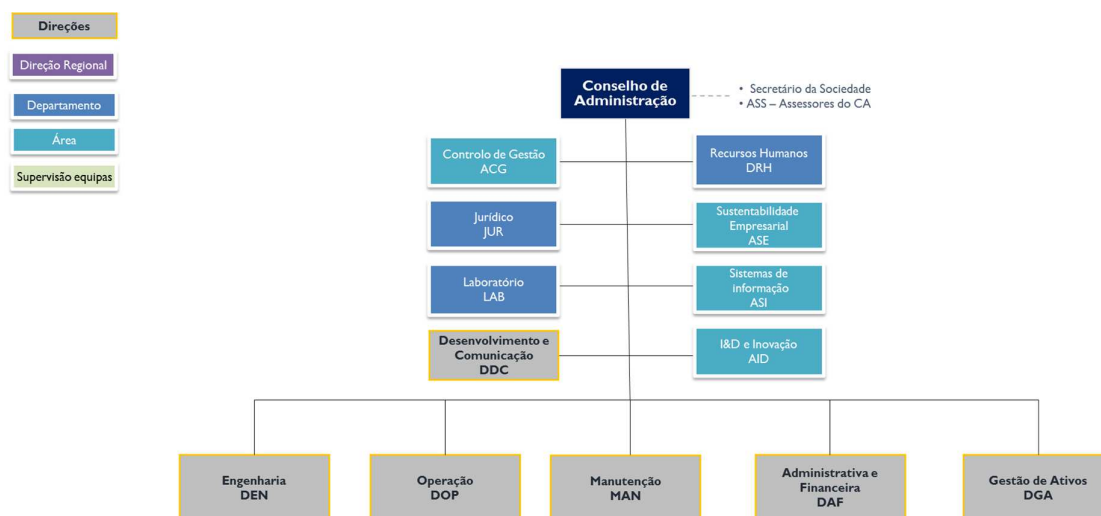 Direções
Direção Regional
Departamento
Área
Supervisão equipas
Conselho de
Administração
• Secretário da Sociedade
• ASS – Assessores do CA
Controlo de Gestão
ACG
Recursos Humanos
DRH
Jurídico
JUR
Sustentabilidade
Empresarial
ASE
Laboratório
LAB
Sistemas de
informação
ASI
Desenvolvimento e
Comunicação
DDC
I&D e Inovação
AID
Engenharia
DEN
Operação
DOP
Manutenção
MAN
Administrativa e
Financeira
DAF
Gestão de Ativos
DGA